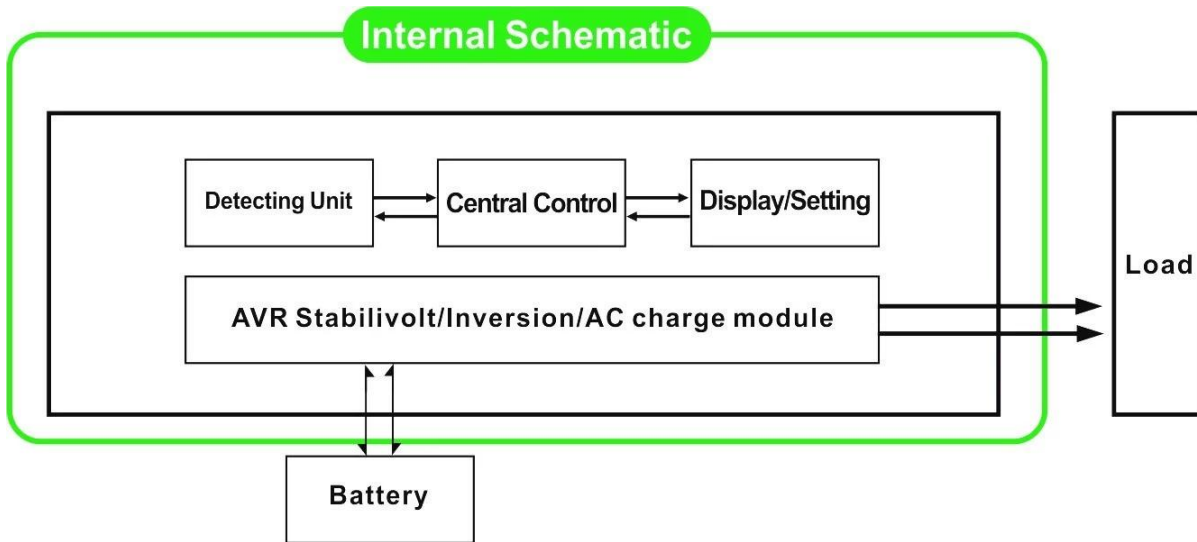 Internal Schematic
Detecting Unit
Central Control
Display/Setting
AVR Stabilivolt/Inversion/AC charge module
Load
Battery